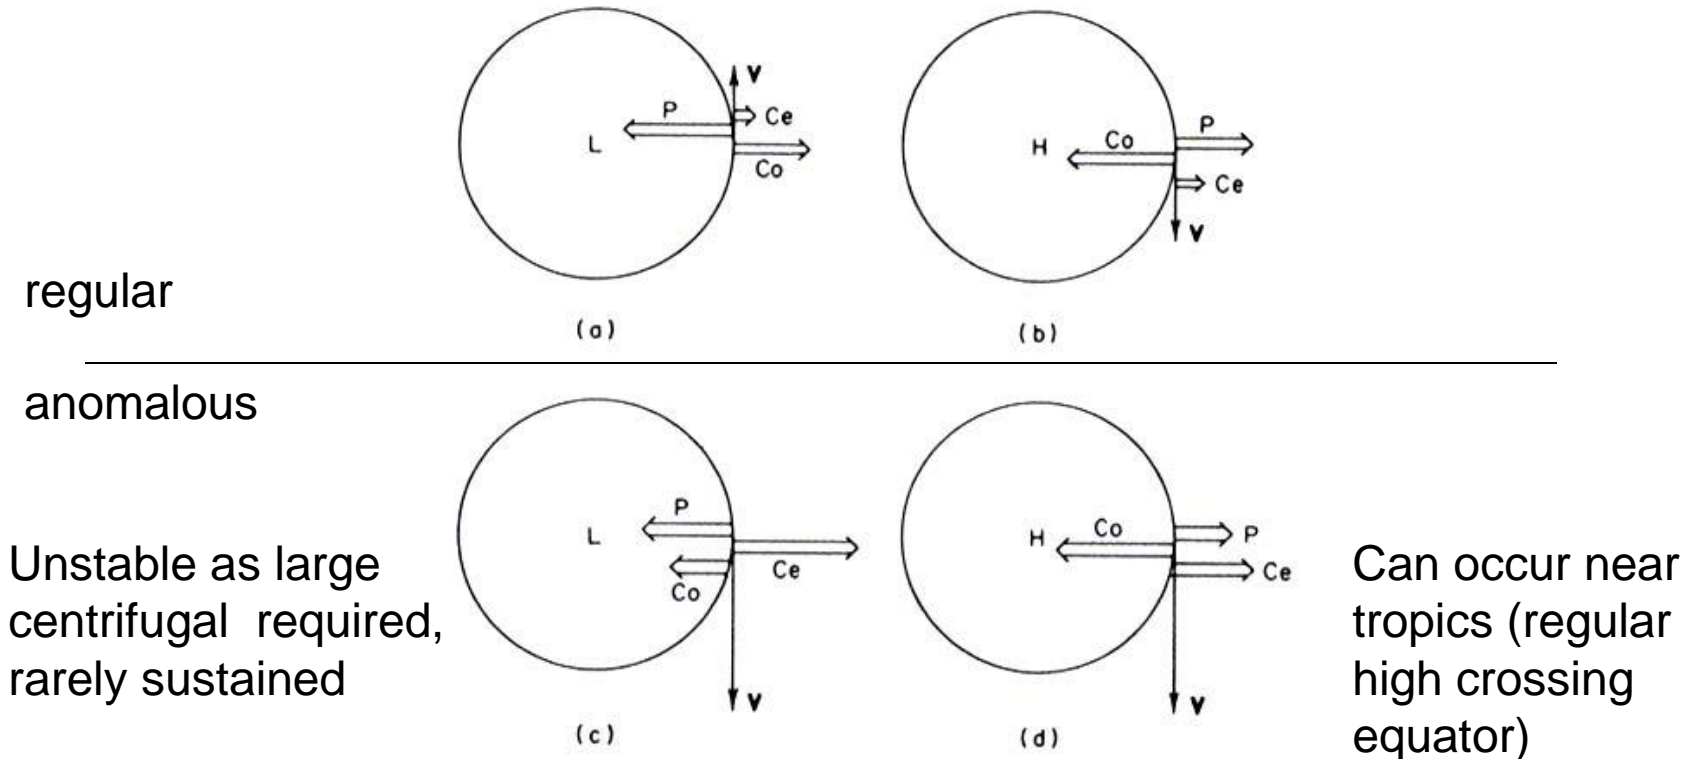 V
P
Ce
L
Co
P
Co
H
Ce
V
regular
(a)
(b)
anomalous
P
L
Ce
Co
V
(c)
Co
P
H
Ce
V
(d)
Unstable as large
centrifugal required,
rarely sustained
Can occur near
tropics (regular
high crossing
equator)